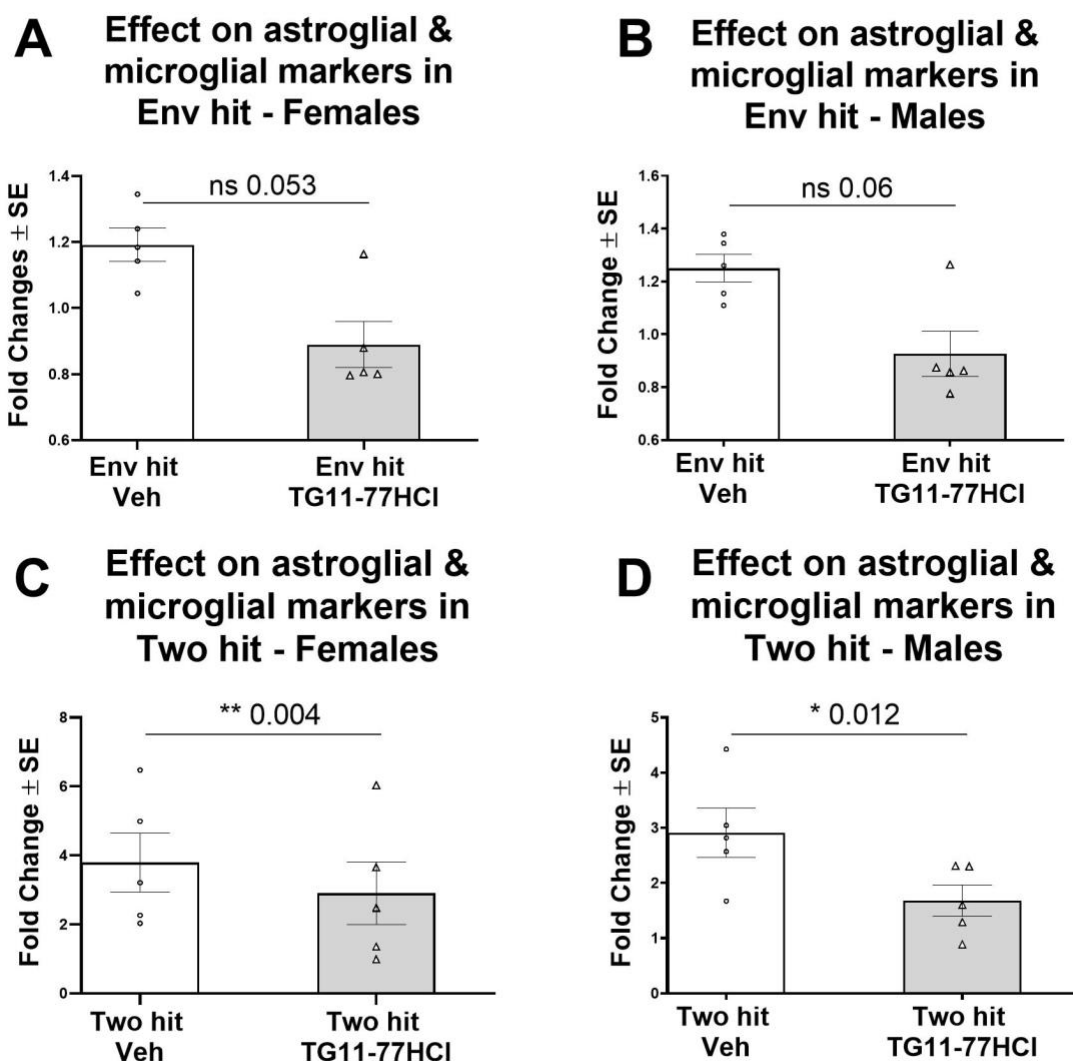 A
Effect on astroglial &
microglial markers in
Env hit - Females
Fold Changes ± SE
1.4
1.2
1.0
0.8
0.6
ns 0.053
Env hit
Veh
Env hit
TG11-77HCl
B
Effect on astroglial &
microglial markers in
Env hit - Males
Fold Change ± SE
1.6
1.4
1.2
1.0
0.8
0.6
ns 0.06
Env hit
Veh
Env hit
TG11-77HCl
C
Effect on astroglial &
microglial markers in
Two hit - Females
Fold Change ± SE
8
6
4
2
0
** 0.004
Two hit
Veh
Two hit
TG11-77HCl
D
Effect on astroglial &
microglial markers in
Two hit - Males
Fold Change ± SE
5
4
3
2
1
0
* 0.012
Two hit
Veh
Two hit
TG11-77HCl